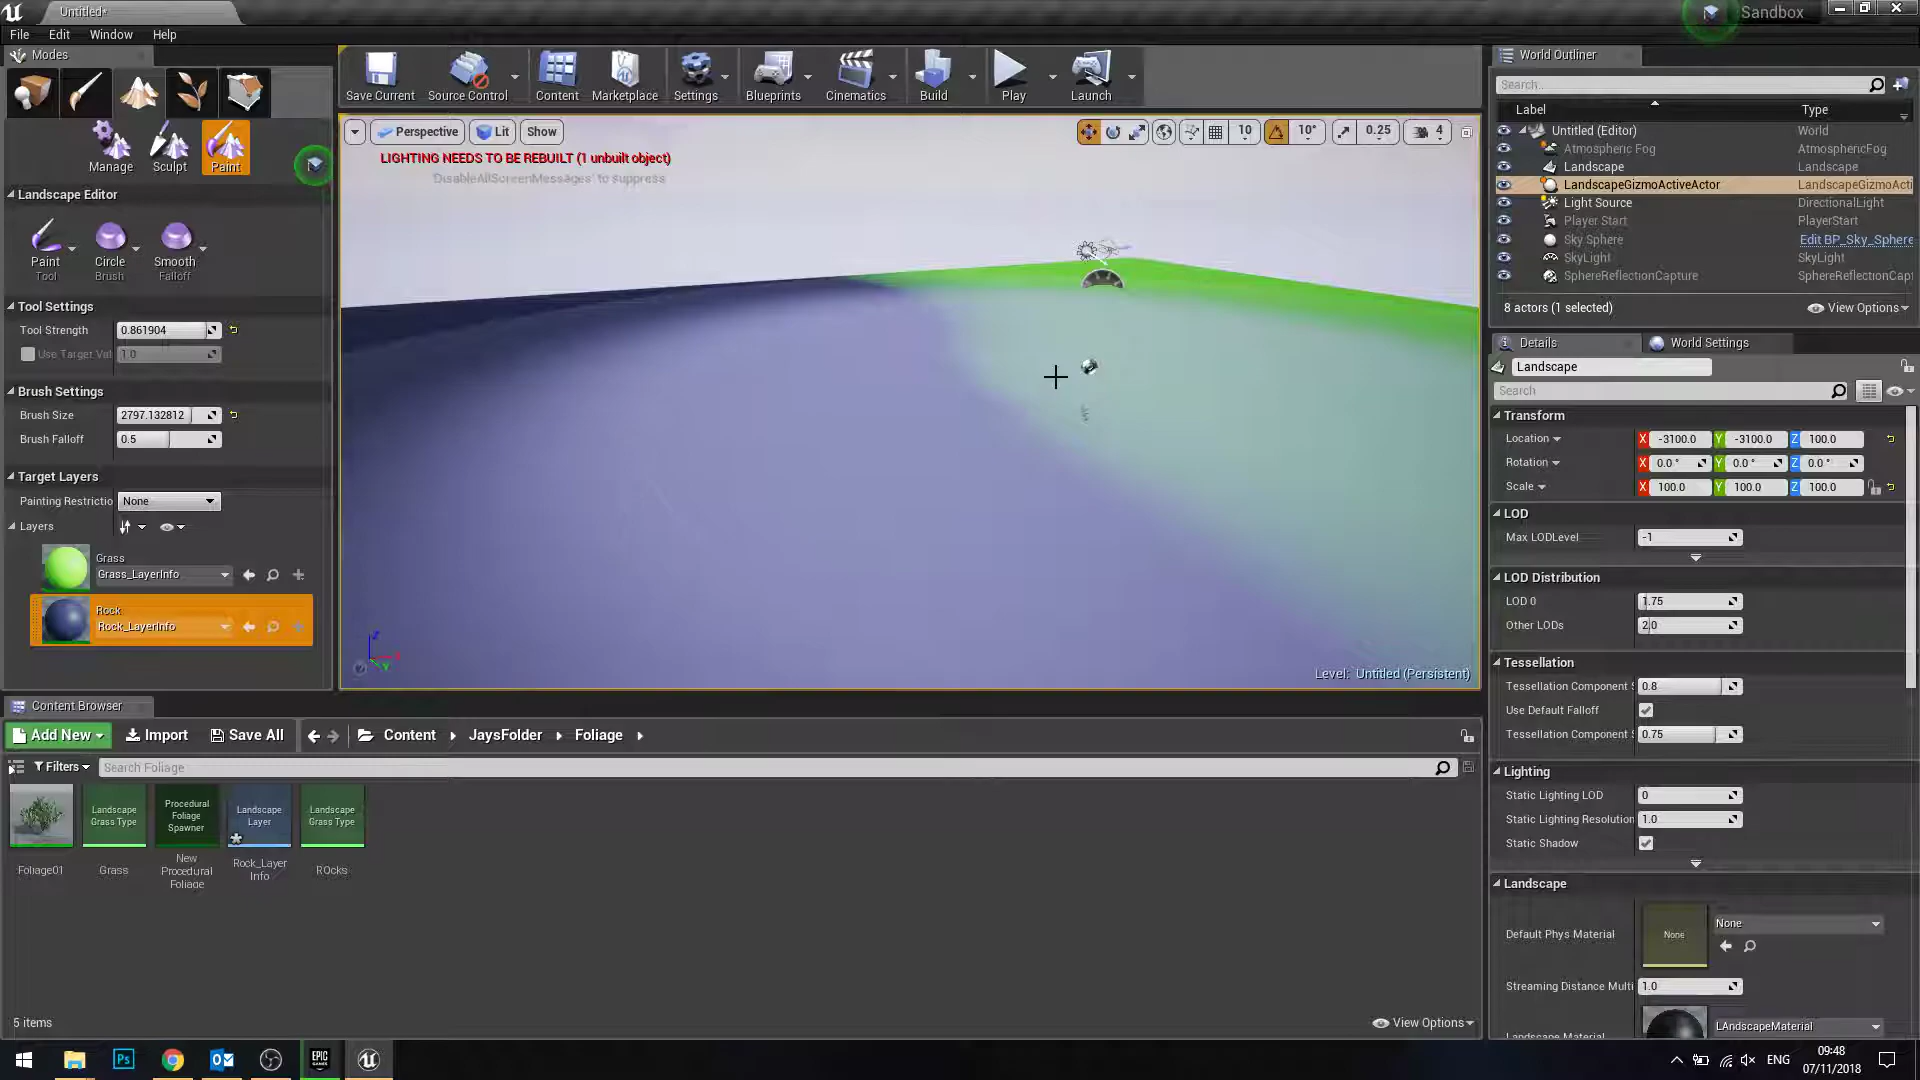 Untitled*
Sandbox
File Edit Window Help
Modes
Save Current
Source Control
Content
Marketplace
Settings
Blueprints
Cinematics
Build
Play
Launch
Manage
Sculpt
Paint
Landscape Editor
Paint
Tool
Circle
Brush
Smooth
Falloff
Tool Settings
Tool Strength 0.861904
Use Target Val 1.0
Brush Settings
Brush Size 2797.132812
Brush Falloff 0.5
Target Layers
Painting Restrictio None
Layers
Grass
Grass_LayerInfo
Rock
Rock_LayerInfo
Perspective Lit Show
10 10° 0.25 4
LIGHTING NEEDS TO BE REBUILT (1 unbuilt object)
'DisableAllScreenMessages' to suppress
Level: Untitled (Persistent)
World Outliner
Search...
Label Type
Untitled (Editor) World
Atmospheric Fog AtmosphericFog
Landscape Landscape
LandscapeGizmoActiveActor LandscapeGizmoActi
Light Source DirectionalLight
Player Start PlayerStart
Sky Sphere Edit BP_Sky_Sphere
SkyLight SkyLight
SphereReflectionCapture SphereReflectionCapt
8 actors (1 selected) View Options
Details World Settings
Landscape
Search
Transform
Location X -3100.0 Y -3100.0 Z 100.0
Rotation X 0.0 ° Y 0.0 ° Z 0.0 °
Scale X 100.0 Y 100.0 Z 100.0
LOD
Max LODLevel -1
LOD Distribution
LOD 0 1.75
Other LODs 2.0
Tessellation
Tessellation Component S 0.8
Use Default Falloff
Tessellation Component S 0.75
Lighting
Static Lighting LOD 0
Static Lighting Resolution 1.0
Static Shadow
Landscape
Default Phys Material None None
Streaming Distance Multi 1.0
Landscape Material LAndscapeMaterial
Content Browser
Add New Import Save All Content JaysFolder Foliage
Filters Search Foliage
Landscape Grass Type
Procedural Foliage Spawner
Landscape Layer
Landscape Grass Type
Foliage01
Grass
New Procedural Foliage
Rock_Layer Info
ROcks
5 items View Options
Ps
EPIC GAMES
ENG
09:48
07/11/2018